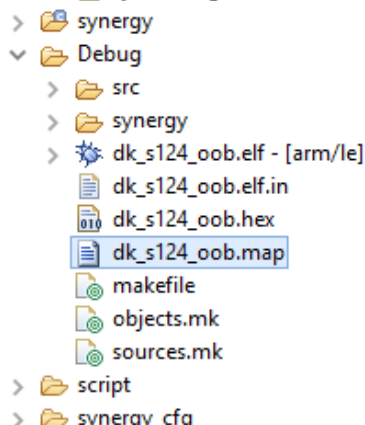 synergy
Debug
src
synergy
dk_s124_oob.elf - [arm/le]
dk_s124_oob.elf.in
dk_s124_oob.hex
dk_s124_oob.map
makefile
objects.mk
sources.mk
script
synergy_cfg